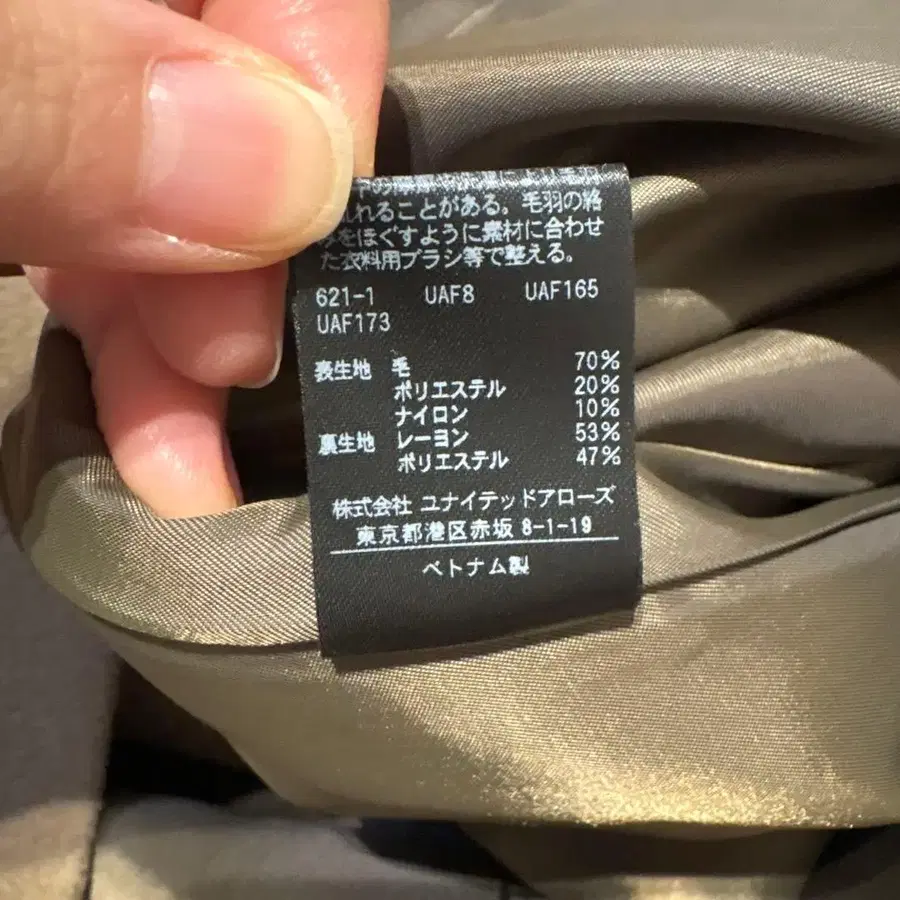 れることがある。毛羽の絡
みをほぐすように素材に合わせ
た衣料用ブラシ等で整える。
621-1 UAF8 UAF165
UAF173
表生地 毛 70%
ポリエステル 20%
ナイロン 10%
裏生地 レーヨン 53%
ポリエステル 47%
株式会社 ユナイテッドアローズ
東京都港区赤坂 8-1-19
ベトナム製